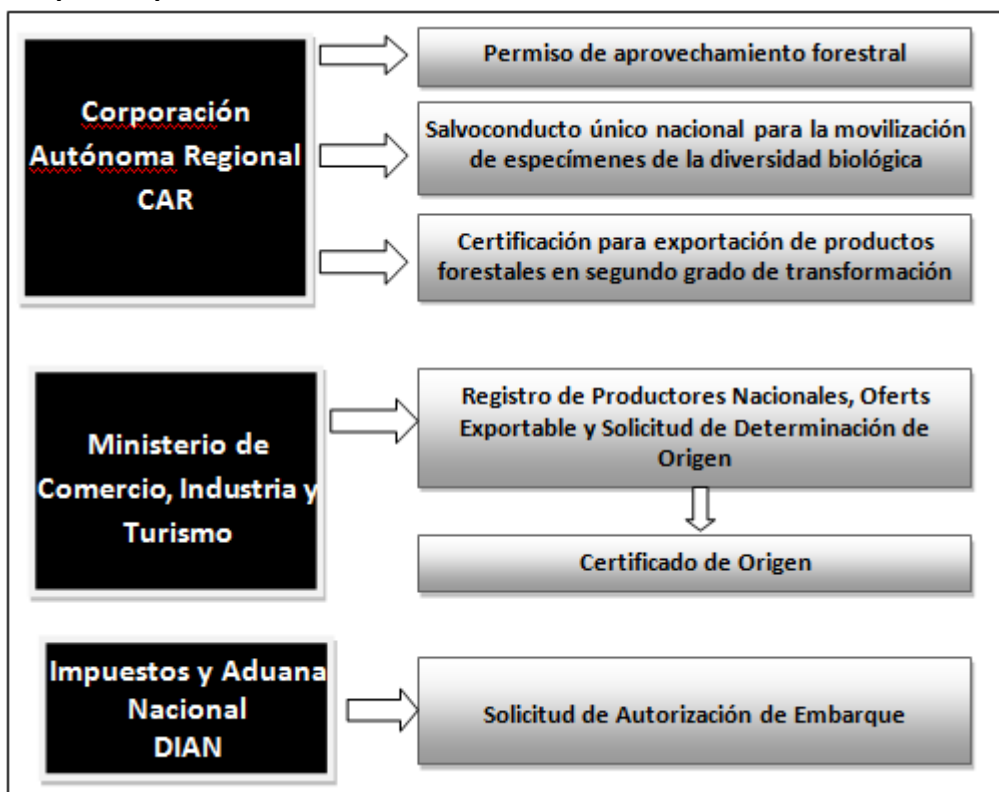 Corporación
Autónoma Regional
CAR
Permiso de aprovechamiento forestral
Salvoconducto único nacional para la movilización
de especímenes de la diversidad biológica
Certificación para exportación de productos
forestales en segundo grado de transformación
Ministerio de
Comercio, Industria y
Turismo
Registro de Productores Nacionales, Oferts
Exportable y Solicitud de Determinación de
Origen
Certificado de Origen
Impuestos y Aduana
Nacional
DIAN
Solicitud de Autorización de Embarque